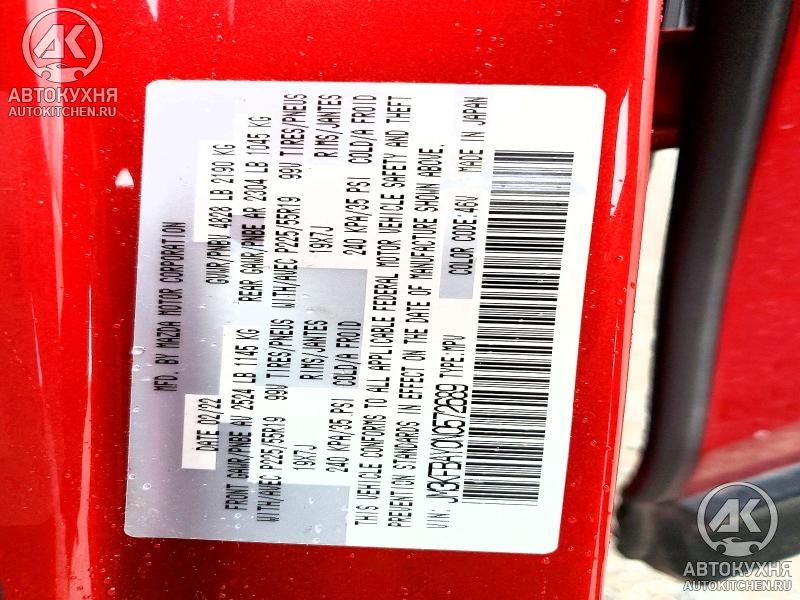 MFD. BY MAZDA MOTOR CORPORATION
DATE 02/22 GVWR/PNBV 4828 LB 2190 KG
FRONT GAWR/PNBE AV 2524 LB 1145 KG REAR GAWR/PNBE AR 2304 LB 1045 KG
WITH/AVEC P225/55R19 99V TIRES/PNEUS WITH/AVEC P225/55R19 99V TIRES/PNEUS
19X7J RIMS/JANTES 19X7J RIMS/JANTES
240 KPA/35 PSI COLD/A FROID 240 KPA/35 PSI COLD/A FROID
THIS VEHICLE CONFORMS TO ALL APPLICABLE FEDERAL MOTOR VEHICLE SAFETY AND THEFT
PREVENTION STANDARDS IN EFFECT ON THE DATE OF MANUFACTURE SHOWN ABOVE.
VIN: JM3KFBAY0N0572689 TYPE:MPV COLOR CODE:46V MADE IN JAPAN
АК
АВТОКУХНЯ
AUTOKITCHEN.RU
АК
АВТОКУХНЯ
AUTOKITCHEN.RU